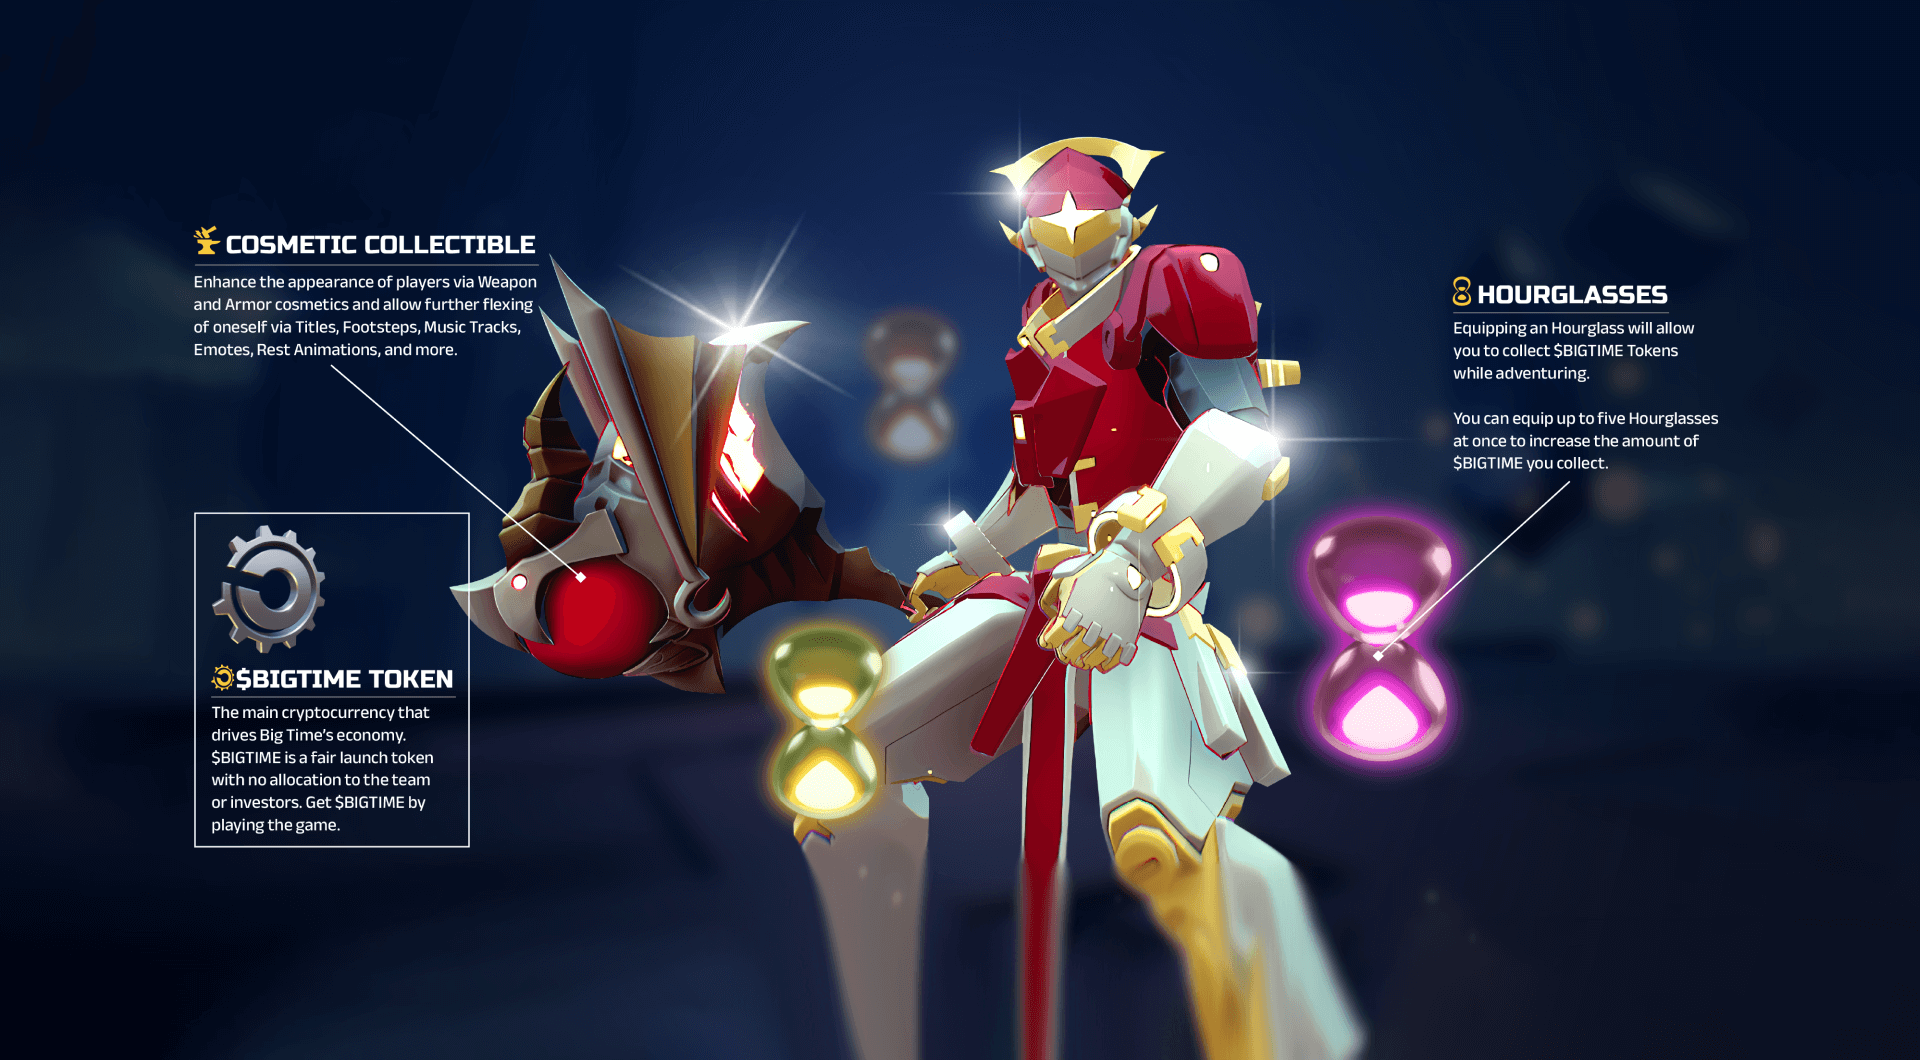 COSMETIC COLLECTIBLE
Enhance the appearance of players via Weapon
and Armor cosmetics and allow further flexing
of oneself via Titles, Footsteps, Music Tracks,
Emotes, Rest Animations, and more.
$BIGTIME TOKEN
The main cryptocurrency that
drives Big Time's economy.
$BIGTIME is a fair launch token
with no allocation to the team
or investors. Get $BIGTIME by
playing the game.
HOURGLASSES
Equipping an Hourglass will allow
you to collect $BIGTIME Tokens
while adventuring.
You can equip up to five Hourglasses
at once to increase the amount of
$BIGTIME you collect.